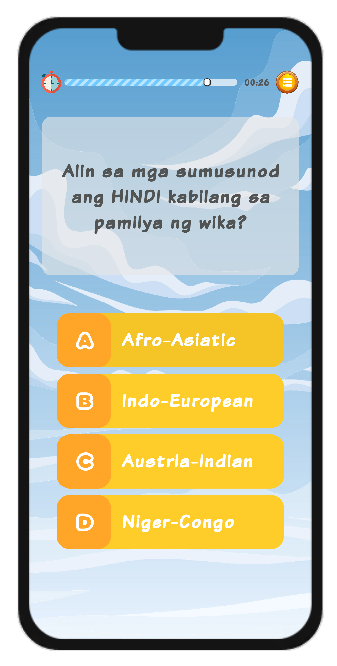 00:26
Alin sa mga sumusunod
ang HINDI kabilang sa
pamilya ng wika?
A Afro-Asiatic
B Indo-European
C Austria-Indian
D Niger-Congo